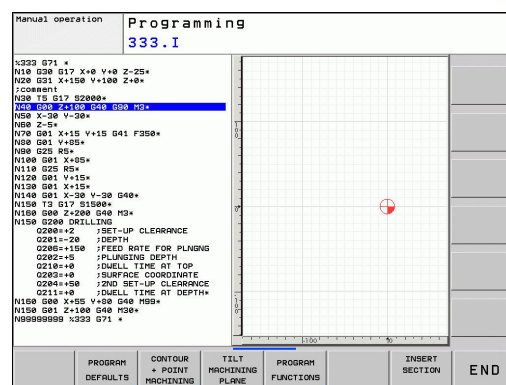 Manual operation
Programming
333.I
%333 G71 *
N10 G30 G17 X+0 Y+0 Z-25*
N20 G31 X+150 Y+100 Z+0*
;comment
N30 T5 G17 S2000*
N40 G00 Z+100 G40 G90 M3*
N50 X-30 Y-30*
N60 Z-5*
N70 G01 X+15 Y+15 G41 F350*
N80 G01 Y+85*
N90 G25 R5*
N100 G01 X+85*
N110 G25 R5*
N120 G01 Y+15*
N130 G01 X+15*
N140 G01 X-30 Y-30 G40*
N150 T3 G17 S1500*
N160 G00 Z+200 G40 M3*
N150 G200 DRILLING
Q200=+2 ;SET-UP CLEARANCE
Q201=-20 ;DEPTH
Q206=+150 ;FEED RATE FOR PLNGNG
Q202=+5 ;PLUNGING DEPTH
Q210=+0 ;DWELL TIME AT TOP
Q203=+0 ;SURFACE COORDINATE
Q204=+50 ;2ND SET-UP CLEARANCE
Q211=+0 ;DWELL TIME AT DEPTH*
N160 G00 X+55 Y+80 G40 M99*
N150 G01 Z+100 G40 M30*
N99999999 %333 G71 *
-100
PROGRAM DEFAULTS
CONTOUR + POINT MACHINING
TILT MACHINING PLANE
PROGRAM FUNCTIONS
INSERT SECTION
END